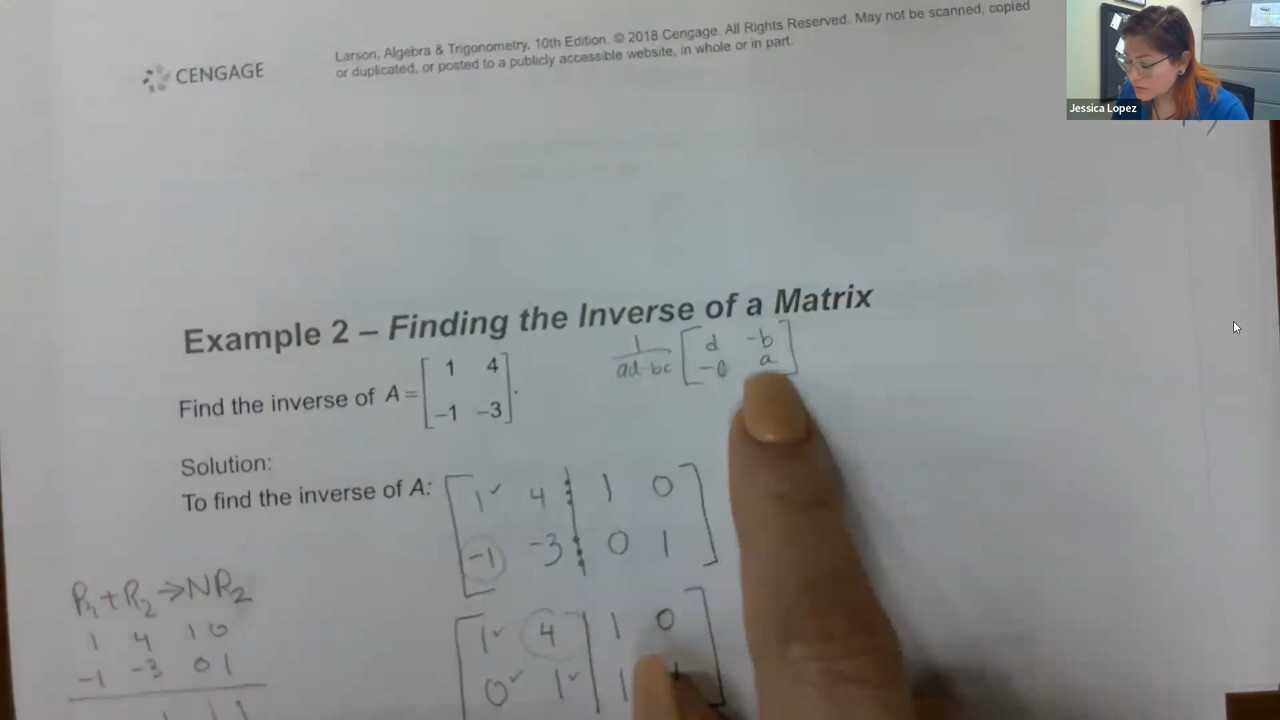 CENGAGE
Larson, Algebra & Trigonometry, 10th Edition. © 2018 Cengage. All Rights Reserved. May not be scanned, copied
or duplicated, or posted to a publicly accessible website, in whole or in part.
Jessica Lopez
Example 2 – Finding the Inverse of a Matrix
1 d -b
ad-bc -c a
1 4
Find the inverse of A = .
-1 -3
Solution:
To find the inverse of A:
1 ✓ 4 1 0
-1 -3 0 1
R1 + R2 → NR2
1 4 1 0
-1 -3 0 1
1 ✓ 4 1 0
0 ✓ 1 ✓ 1